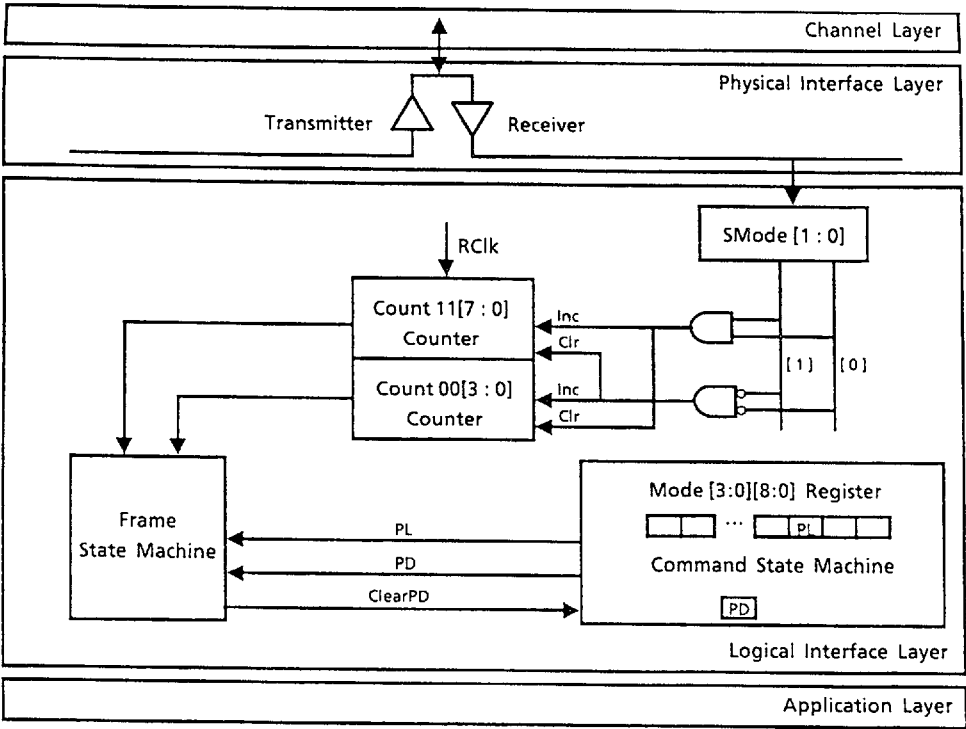 Channel Layer
Physical Interface Layer
Transmitter
Receiver
SMode [1 : 0]
RClk
Count 11[7 : 0]
Counter
Inc
Clr
[1]
[0]
Count 00[3 : 0]
Counter
Inc
Clr
Frame
State Machine
PL
PD
ClearPD
Mode [3:0][8:0] Register
...
PL
Command State Machine
PD
Logical Interface Layer
Application Layer